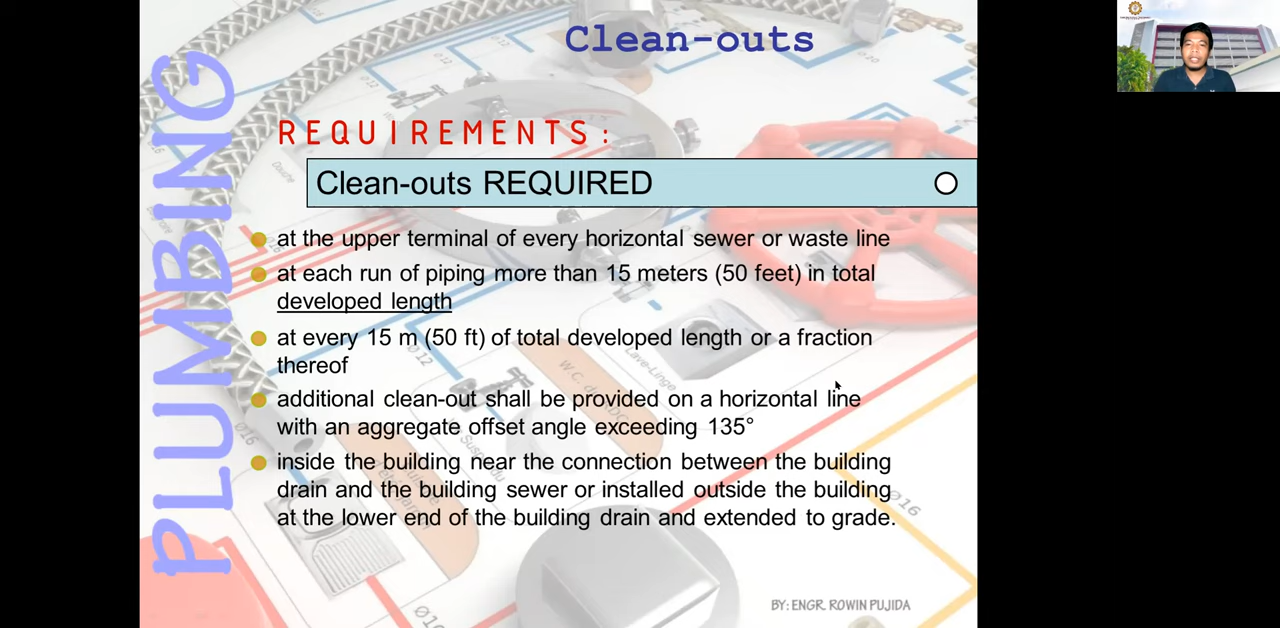 Clean-outs
PLUMBING
REQUIREMENTS:
Clean-outs REQUIRED
at the upper terminal of every horizontal sewer or waste line
at each run of piping more than 15 meters (50 feet) in total
developed length
at every 15 m (50 ft) of total developed length or a fraction
thereof
additional clean-out shall be provided on a horizontal line
with an aggregate offset angle exceeding 135°
inside the building near the connection between the building
drain and the building sewer or installed outside the building
at the lower end of the building drain and extended to grade.
Lave-Linge
Ø12
Ø16
Ø16
BY: ENGR. ROWIN PUJIDA